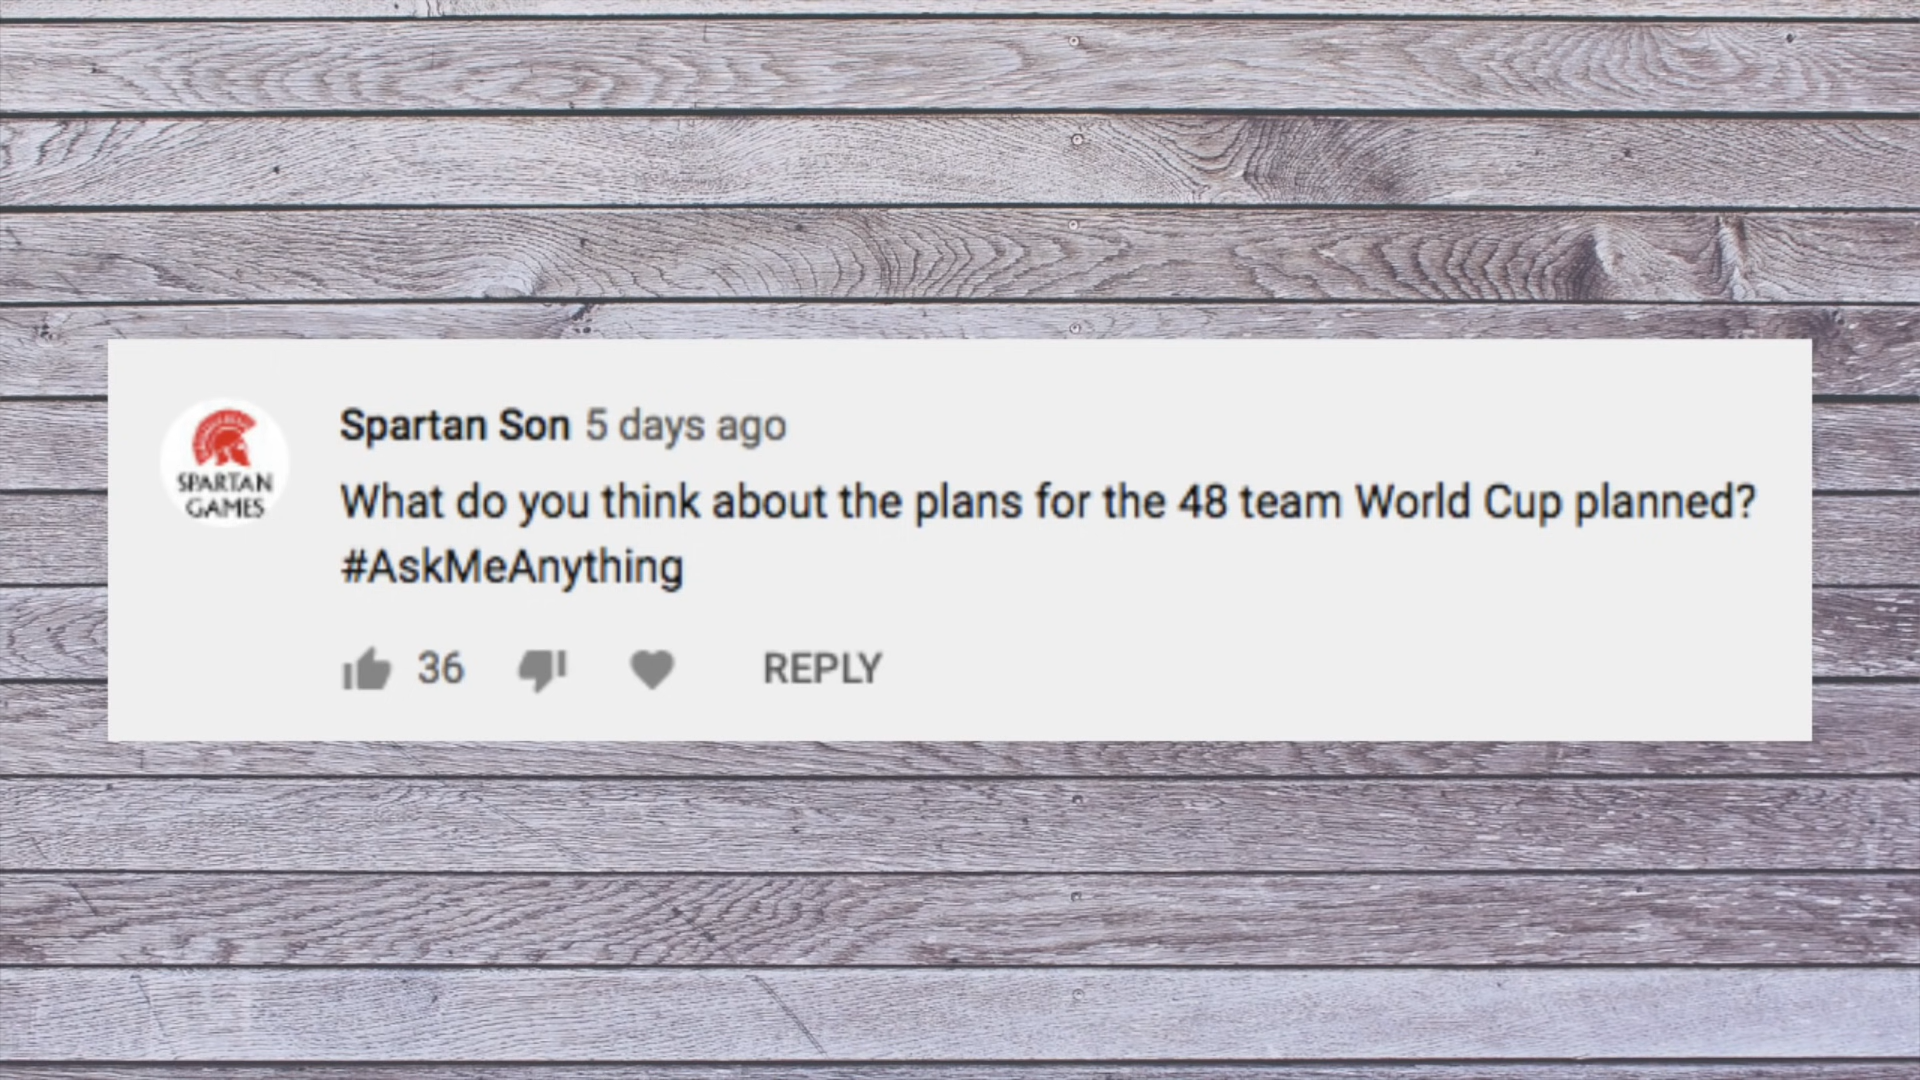 Spartan Son 5 days ago
SPARTAN
GAMES
What do you think about the plans for the 48 team World Cup planned?
#AskMeAnything
36 REPLY